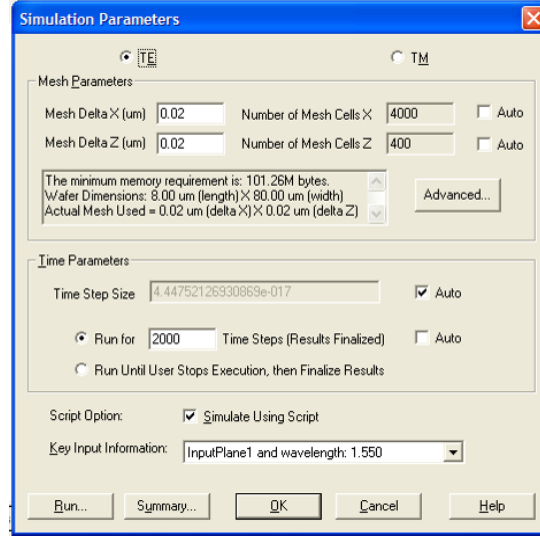 Simulation Parameters
TE TM
Mesh Parameters
Mesh Delta X (um) 0.02 Number of Mesh Cells X 4000 Auto
Mesh Delta Z (um) 0.02 Number of Mesh Cells Z 400 Auto
The minimum memory requirement is: 101.26M bytes.
Wafer Dimensions: 8.00 um (length) X 80.00 um (width)
Actual Mesh Used = 0.02 um (delta X) X 0.02 um (delta Z)
Advanced...
Time Parameters
Time Step Size 4.44752126930869e-017 Auto
Run for 2000 Time Steps (Results Finalized) Auto
Run Until User Stops Execution, then Finalize Results
Script Option: Simulate Using Script
Key Input Information: InputPlane1 and wavelength: 1.550
Run... Summary... OK Cancel Help